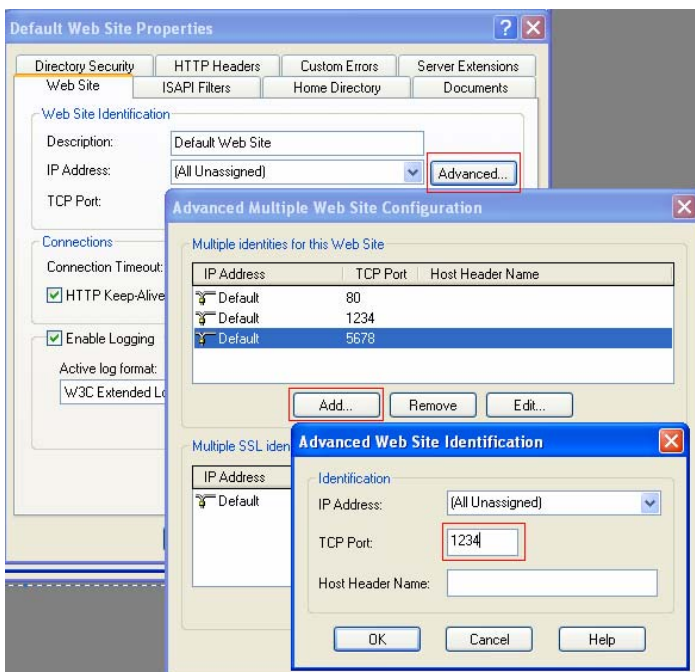 Default Web Site Properties
Directory Security HTTP Headers Custom Errors Server Extensions
Web Site ISAPI Filters Home Directory Documents
Web Site Identification
Description: Default Web Site
IP Address: (All Unassigned) Advanced...
TCP Port:
Connections
Connection Timeout:
HTTP Keep-Alive
Enable Logging
Active log format:
W3C Extended Lo
Advanced Multiple Web Site Configuration
Multiple identities for this Web Site
IP Address TCP Port Host Header Name
Default 80
Default 1234
Default 5678
Add... Remove Edit...
Multiple SSL iden
IP Address
Default
Advanced Web Site Identification
Identification
IP Address: (All Unassigned)
TCP Port: 1234
Host Header Name:
OK Cancel Help